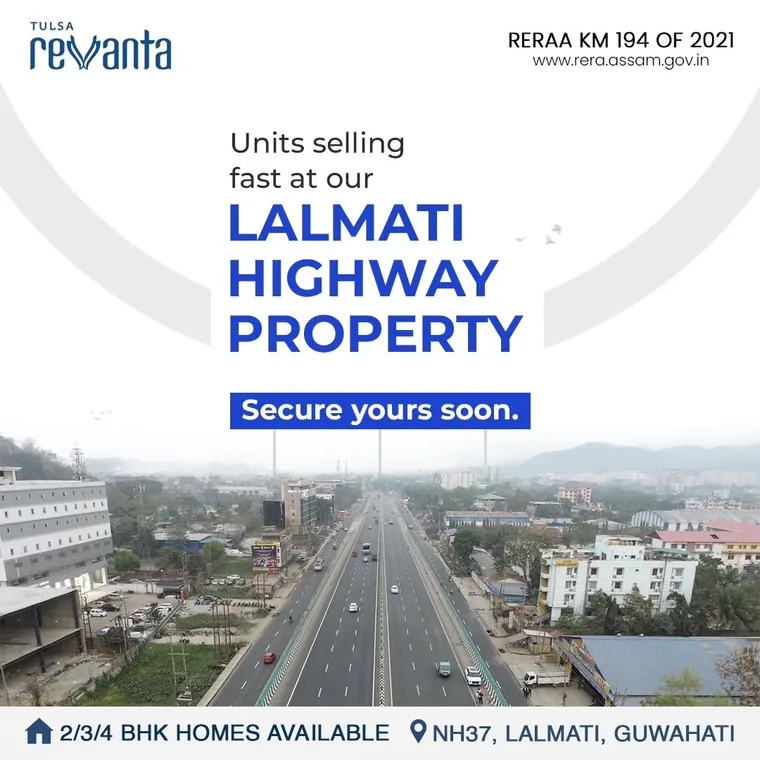 TULSA
revanta
RERAA KM 194 OF 2021
www.rera.assam.gov.in
Units selling
fast at our
LALMATI
HIGHWAY
PROPERTY
Secure yours soon.
2/3/4 BHK HOMES AVAILABLE
NH37, LALMATI, GUWAHATI